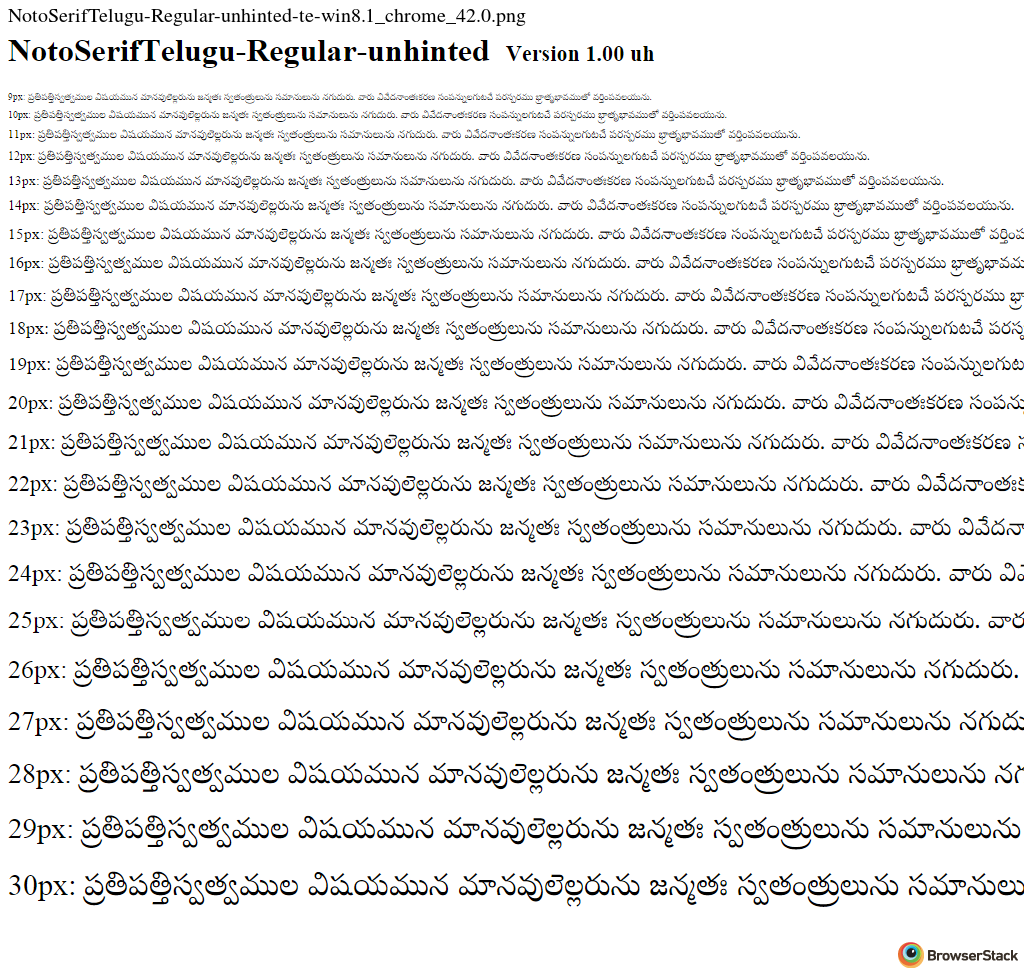 NotoSerifTelugu-Regular-unhinted-te-win8.1_chrome_42.0.png
NotoSerifTelugu-Regular-unhinted Version 1.00 uh
9px: ప్రతిపత్తిస్వత్వముల విషయమున మానవులెల్లరును జన్మతః స్వతంత్రులును సమానులును నగుదురు. వారు వివేదనాంతఃకరణ సంపన్నులగుటచే పరస్పరము భ్రాతృభావముతో వర్తింపవలయును.
10px: ప్రతిపత్తిస్వత్వముల విషయమున మానవులెల్లరును జన్మతః స్వతంత్రులును సమానులును నగుదురు. వారు వివేదనాంతఃకరణ సంపన్నులగుటచే పరస్పరము భ్రాతృభావముతో వర్తింపవలయును.
11px: ప్రతిపత్తిస్వత్వముల విషయమున మానవులెల్లరును జన్మతః స్వతంత్రులును సమానులును నగుదురు. వారు వివేదనాంతఃకరణ సంపన్నులగుటచే పరస్పరము భ్రాతృభావముతో వర్తింపవలయును.
12px: ప్రతిపత్తిస్వత్వముల విషయమున మానవులెల్లరును జన్మతః స్వతంత్రులును సమానులును నగుదురు. వారు వివేదనాంతఃకరణ సంపన్నులగుటచే పరస్పరము భ్రాతృభావముతో వర్తింపవలయును.
13px: ప్రతిపత్తిస్వత్వముల విషయమున మానవులెల్లరును జన్మతః స్వతంత్రులును సమానులును నగుదురు. వారు వివేదనాంతఃకరణ సంపన్నులగుటచే పరస్పరము భ్రాతృభావముతో వర్తింపవలయును.
14px: ప్రతిపత్తిస్వత్వముల విషయమున మానవులెల్లరును జన్మతః స్వతంత్రులును సమానులును నగుదురు. వారు వివేదనాంతఃకరణ సంపన్నులగుటచే పరస్పరము భ్రాతృభావముతో వర్తింపవలయును.
15px: ప్రతిపత్తిస్వత్వముల విషయమున మానవులెల్లరును జన్మతః స్వతంత్రులును సమానులును నగుదురు. వారు వివేదనాంతఃకరణ సంపన్నులగుటచే పరస్పరము భ్రాతృభావముతో వర్తింప
16px: ప్రతిపత్తిస్వత్వముల విషయమున మానవులెల్లరును జన్మతః స్వతంత్రులును సమానులును నగుదురు. వారు వివేదనాంతఃకరణ సంపన్నులగుటచే పరస్పరము భ్రాతృభావము
17px: ప్రతిపత్తిస్వత్వముల విషయమున మానవులెల్లరును జన్మతః స్వతంత్రులును సమానులును నగుదురు. వారు వివేదనాంతఃకరణ సంపన్నులగుటచే పరస్పరము భ్రా
18px: ప్రతిపత్తిస్వత్వముల విషయమున మానవులెల్లరును జన్మతః స్వతంత్రులును సమానులును నగుదురు. వారు వివేదనాంతఃకరణ సంపన్నులగుటచే పరస్ప
19px: ప్రతిపత్తిస్వత్వముల విషయమున మానవులెల్లరును జన్మతః స్వతంత్రులును సమానులును నగుదురు. వారు వివేదనాంతఃకరణ సంపన్నులగుట
20px: ప్రతిపత్తిస్వత్వముల విషయమున మానవులెల్లరును జన్మతః స్వతంత్రులును సమానులును నగుదురు. వారు వివేదనాంతఃకరణ సంపన్ను
21px: ప్రతిపత్తిస్వత్వముల విషయమున మానవులెల్లరును జన్మతః స్వతంత్రులును సమానులును నగుదురు. వారు వివేదనాంతఃకరణ
22px: ప్రతిపత్తిస్వత్వముల విషయమున మానవులెల్లరును జన్మతః స్వతంత్రులును సమానులును నగుదురు. వారు వివేదనాంతఃక
23px: ప్రతిపత్తిస్వత్వముల విషయమున మానవులెల్లరును జన్మతః స్వతంత్రులును సమానులును నగుదురు. వారు వివేదనా
24px: ప్రతిపత్తిస్వత్వముల విషయమున మానవులెల్లరును జన్మతః స్వతంత్రులును సమానులును నగుదురు. వారు వివే
25px: ప్రతిపత్తిస్వత్వముల విషయమున మానవులెల్లరును జన్మతః స్వతంత్రులును సమానులును నగుదురు. వారు
26px: ప్రతిపత్తిస్వత్వముల విషయమున మానవులెల్లరును జన్మతః స్వతంత్రులును సమానులును నగుదురు.
27px: ప్రతిపత్తిస్వత్వముల విషయమున మానవులెల్లరును జన్మతః స్వతంత్రులును సమానులును నగుదు
28px: ప్రతిపత్తిస్వత్వముల విషయమున మానవులెల్లరును జన్మతః స్వతంత్రులును సమానులును నగ
29px: ప్రతిపత్తిస్వత్వముల విషయమున మానవులెల్లరును జన్మతః స్వతంత్రులును సమానులును
30px: ప్రతిపత్తిస్వత్వముల విషయమున మానవులెల్లరును జన్మతః స్వతంత్రులును సమానులు
BrowserStack